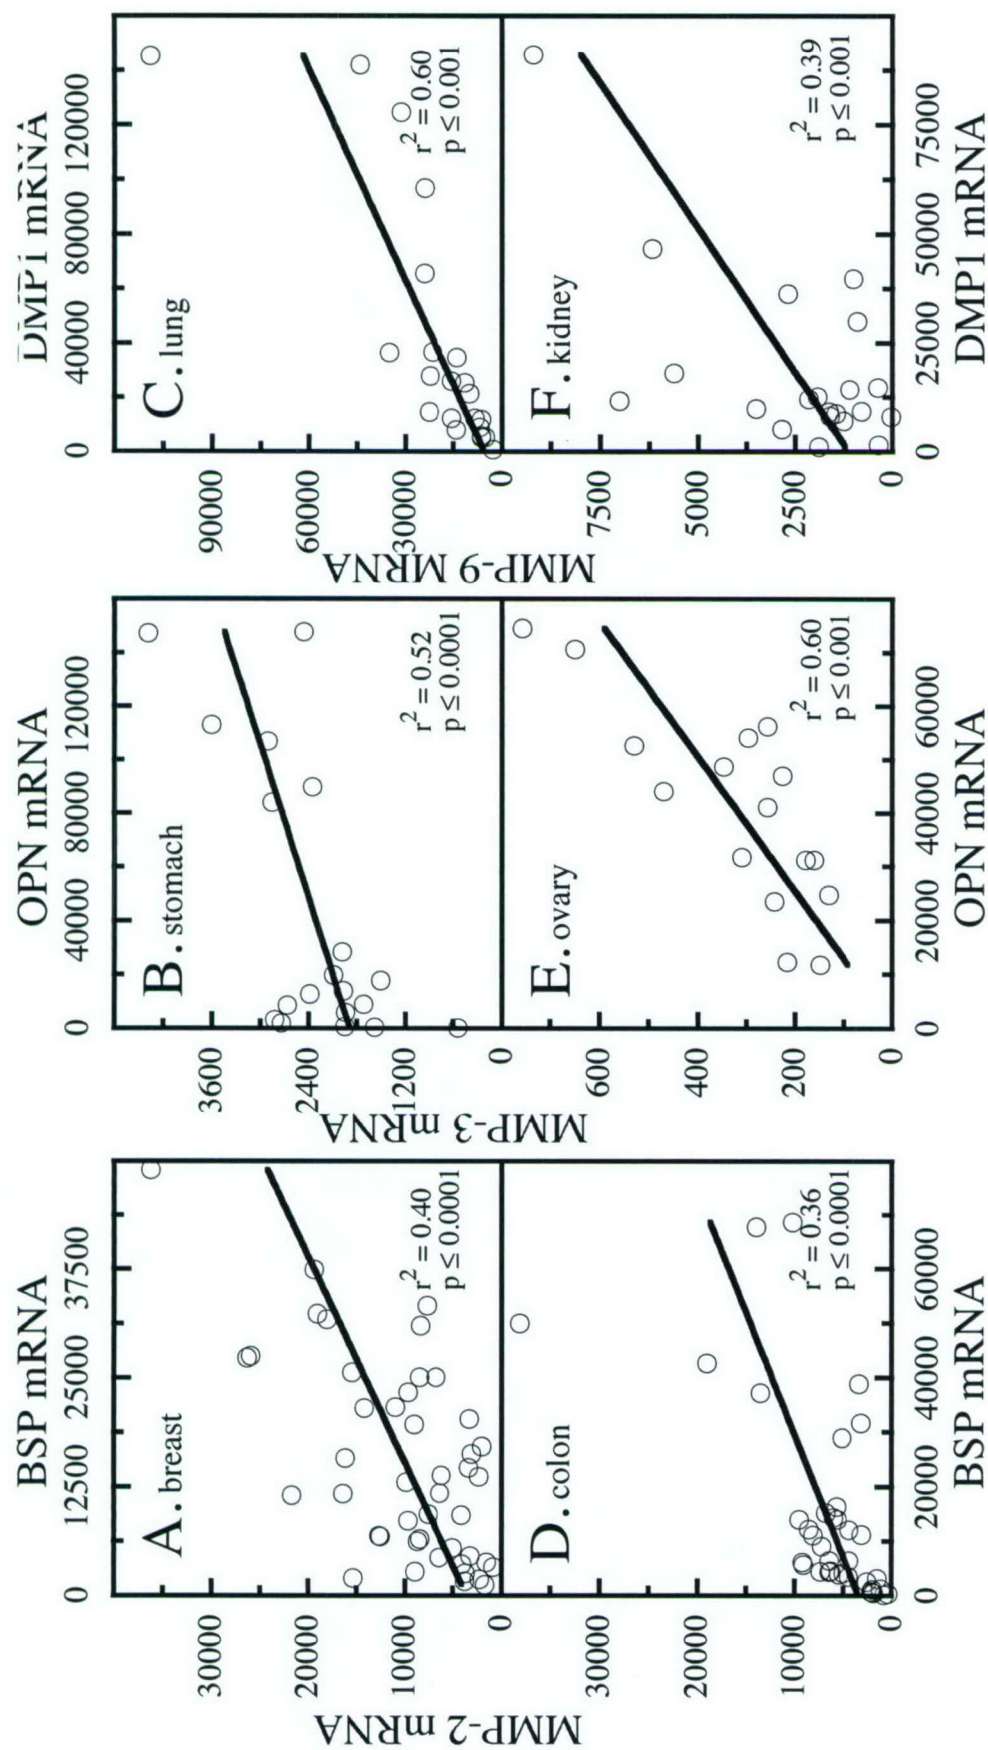 BSP mRNA
OPN mRNA
DMP1 mRNA
0 12500 25000 37500
0 40000 80000 120000
0 40000 80000 120000
A. breast
B. stomach
C. lung
30000
20000
10000
0
3600
2400
1200
0
90000
60000
30000
0
r² = 0.40
p ≤ 0.0001
r² = 0.52
p ≤ 0.0001
r² = 0.60
p ≤ 0.001
MMP-2 mRNA
MMP-3 mRNA
MMP-9 MRNA
D. colon
E. ovary
F. kidney
30000
20000
10000
0
600
400
200
0
7500
5000
2500
0
r² = 0.36
p ≤ 0.0001
r² = 0.60
p ≤ 0.001
r² = 0.39
p ≤ 0.001
0 20000 40000 60000
0 20000 40000 60000
0 25000 50000 75000
BSP mRNA
OPN mRNA
DMP1 mRNA